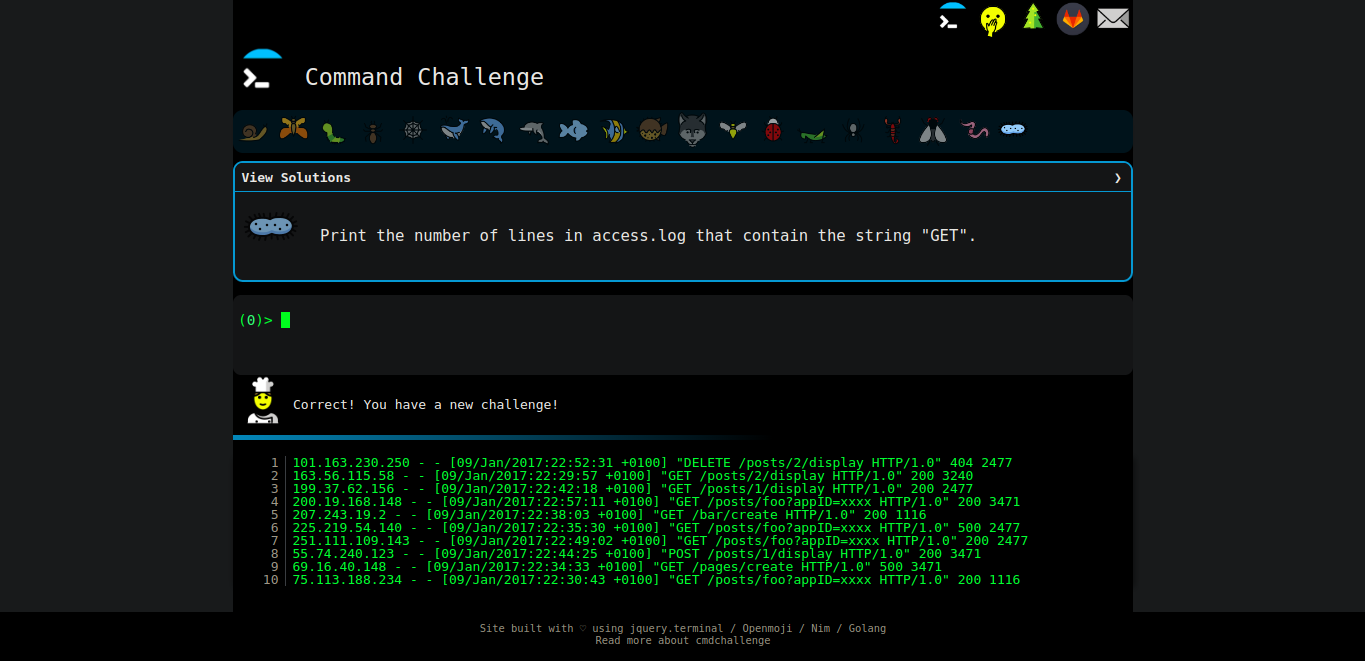 Command Challenge
View Solutions ❯
Print the number of lines in access.log that contain the string "GET".
(0)>
Correct! You have a new challenge!
1 101.163.230.250 - - [09/Jan/2017:22:52:31 +0100] "DELETE /posts/2/display HTTP/1.0" 404 2477
2 163.56.115.58 - - [09/Jan/2017:22:29:57 +0100] "GET /posts/2/display HTTP/1.0" 200 3240
3 199.37.62.156 - - [09/Jan/2017:22:42:18 +0100] "GET /posts/1/display HTTP/1.0" 200 2477
4 200.19.168.148 - - [09/Jan/2017:22:57:11 +0100] "GET /posts/foo?appID=xxxx HTTP/1.0" 200 3471
5 207.243.19.2 - - [09/Jan/2017:22:38:03 +0100] "GET /bar/create HTTP/1.0" 200 1116
6 225.219.54.140 - - [09/Jan/2017:22:35:30 +0100] "GET /posts/foo?appID=xxxx HTTP/1.0" 500 2477
7 251.111.109.143 - - [09/Jan/2017:22:49:02 +0100] "GET /posts/foo?appID=xxxx HTTP/1.0" 200 2477
8 55.74.240.123 - - [09/Jan/2017:22:44:25 +0100] "POST /posts/1/display HTTP/1.0" 200 3471
9 69.16.40.148 - - [09/Jan/2017:22:34:33 +0100] "GET /pages/create HTTP/1.0" 500 3471
10 75.113.188.234 - - [09/Jan/2017:22:30:43 +0100] "GET /posts/foo?appID=xxxx HTTP/1.0" 200 1116
Site built with ♡ using jquery.terminal / Openmoji / Nim / Golang
Read more about cmdchallenge